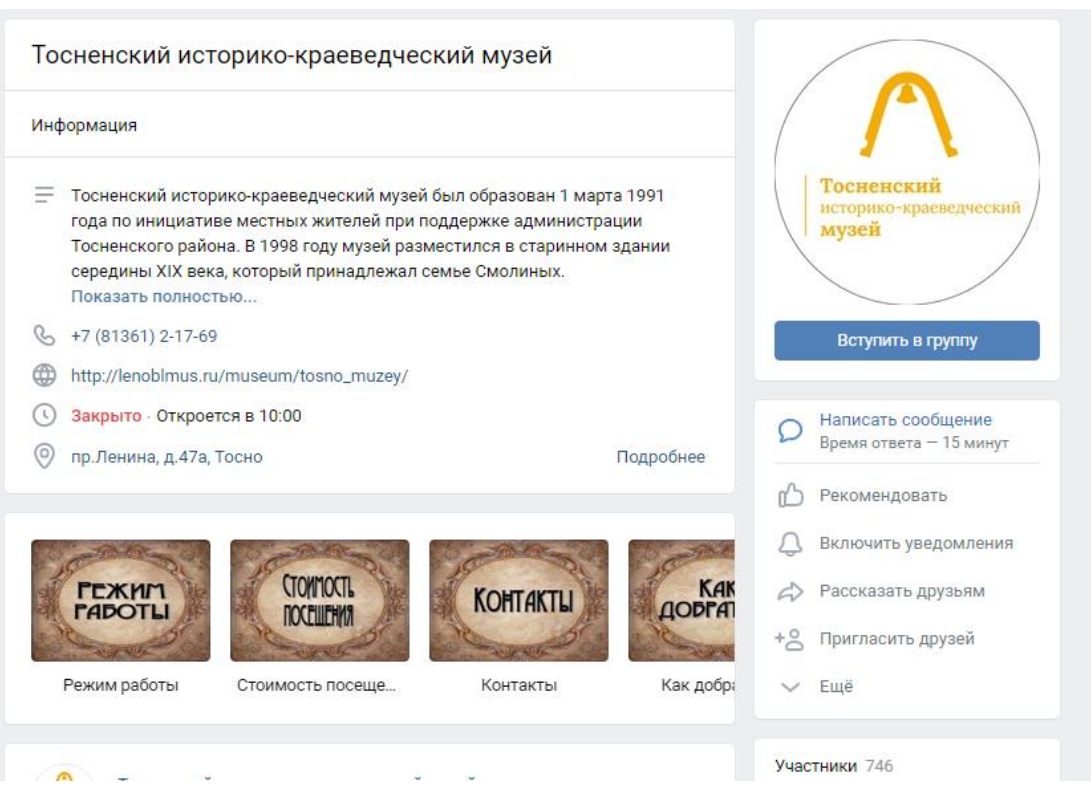 Тосненский историко-краеведческий музей
Информация
Тосненский историко-краеведческий музей был образован 1 марта 1991
года по инициативе местных жителей при поддержке администрации
Тосненского района. В 1998 году музей разместился в старинном здании
середины XIX века, который принадлежал семье Смолиных.
Показать полностью...
+7 (81361) 2-17-69
http://lenoblmus.ru/museum/tosno_muzey/
Закрыто · Откроется в 10:00
пр.Ленина, д.47а, Тосно
Подробнее
РЕЖИМ
РАБОТЫ
СТОИМОСТЬ
ПОСЕЩЕНИЯ
КОНТАКТЫ
КАК
ДОБРАТ
Режим работы
Стоимость посеще...
Контакты
Как добра
Тосненский
историко-краеведческий
музей
Вступить в группу
Написать сообщение
Время ответа — 15 минут
Рекомендовать
Включить уведомления
Рассказать друзьям
Пригласить друзей
Ещё
Участники 746